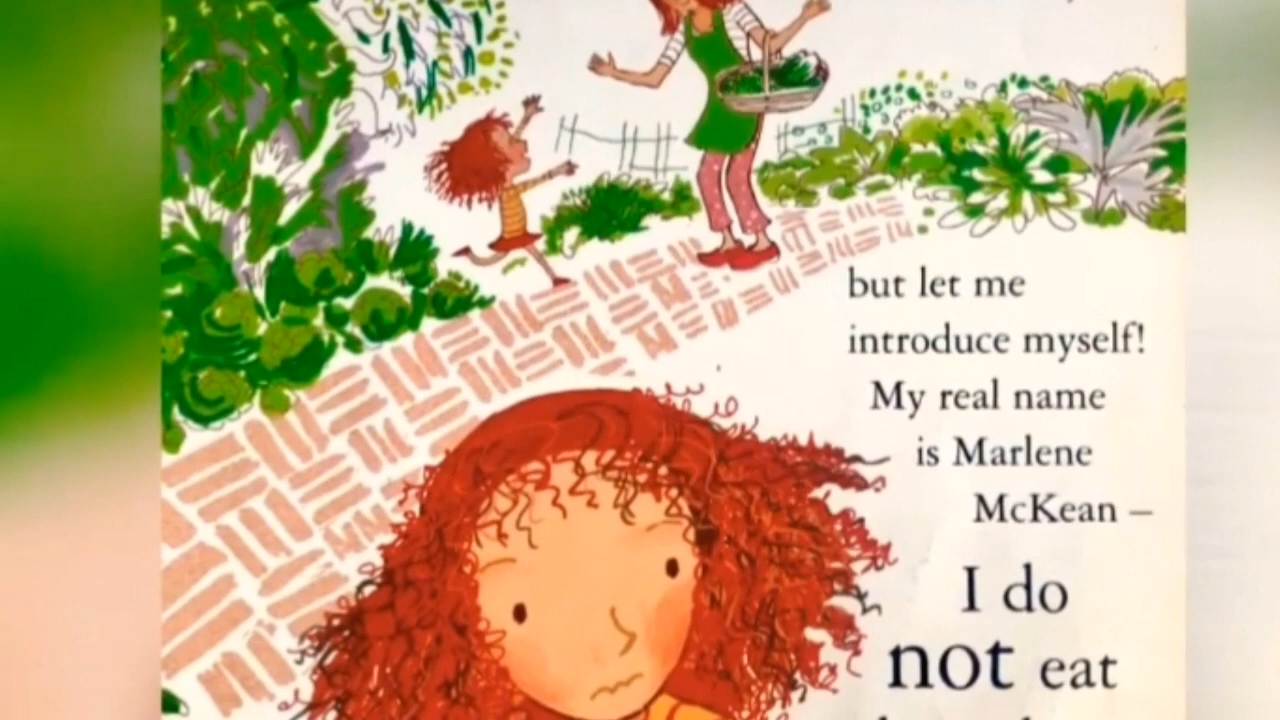 but let me
introduce myself!
My real name
is Marlene
McKean –
I do
not eat